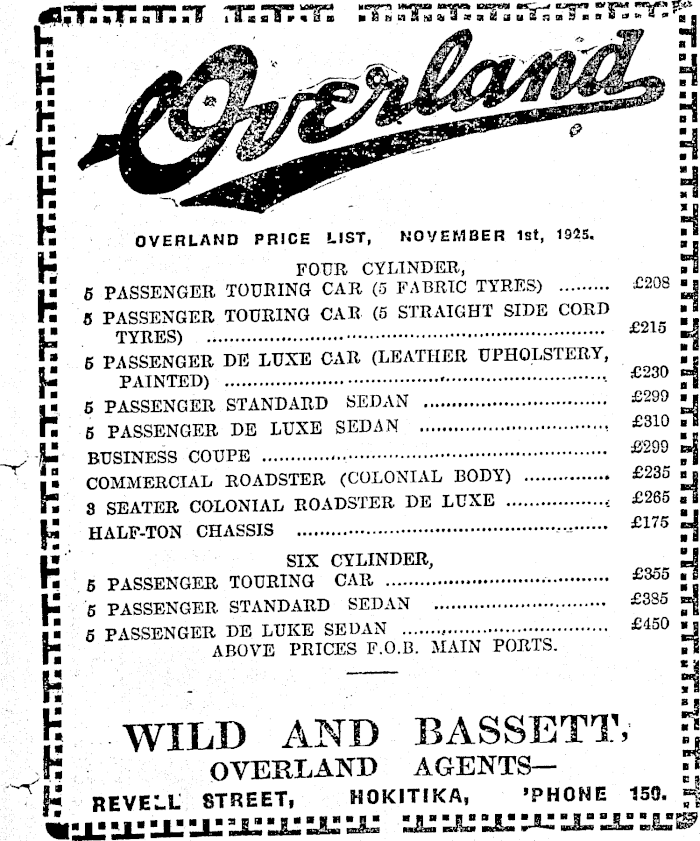 Overland
OVERLAND PRICE LIST, NOVEMBER 1st, 1925.
FOUR CYLINDER,
5 PASSENGER TOURING CAR (5 FABRIC TYRES) ......... £208
5 PASSENGER TOURING CAR (5 STRAIGHT SIDE CORD
TYRES) ............................................................ £215
5 PASSENGER DE LUXE CAR (LEATHER UPHOLSTERY,
PAINTED) ............................................................ £230
5 PASSENGER STANDARD SEDAN ............................. £299
5 PASSENGER DE LUXE SEDAN ............................. £310
BUSINESS COUPE ...................................................... £299
COMMERCIAL ROADSTER (COLONIAL BODY) .............. £235
3 SEATER COLONIAL ROADSTER DE LUXE ................. £265
HALF-TON CHASSIS .................................................. £175
SIX CYLINDER,
5 PASSENGER TOURING CAR ..................................... £355
5 PASSENGER STANDARD SEDAN ............................ £385
5 PASSENGER DE LUKE SEDAN ................................. £450
ABOVE PRICES F.O.B. MAIN PORTS.
WILD AND BASSETT,
OVERLAND AGENTS—
REVELL STREET, HOKITIKA, 'PHONE 150.